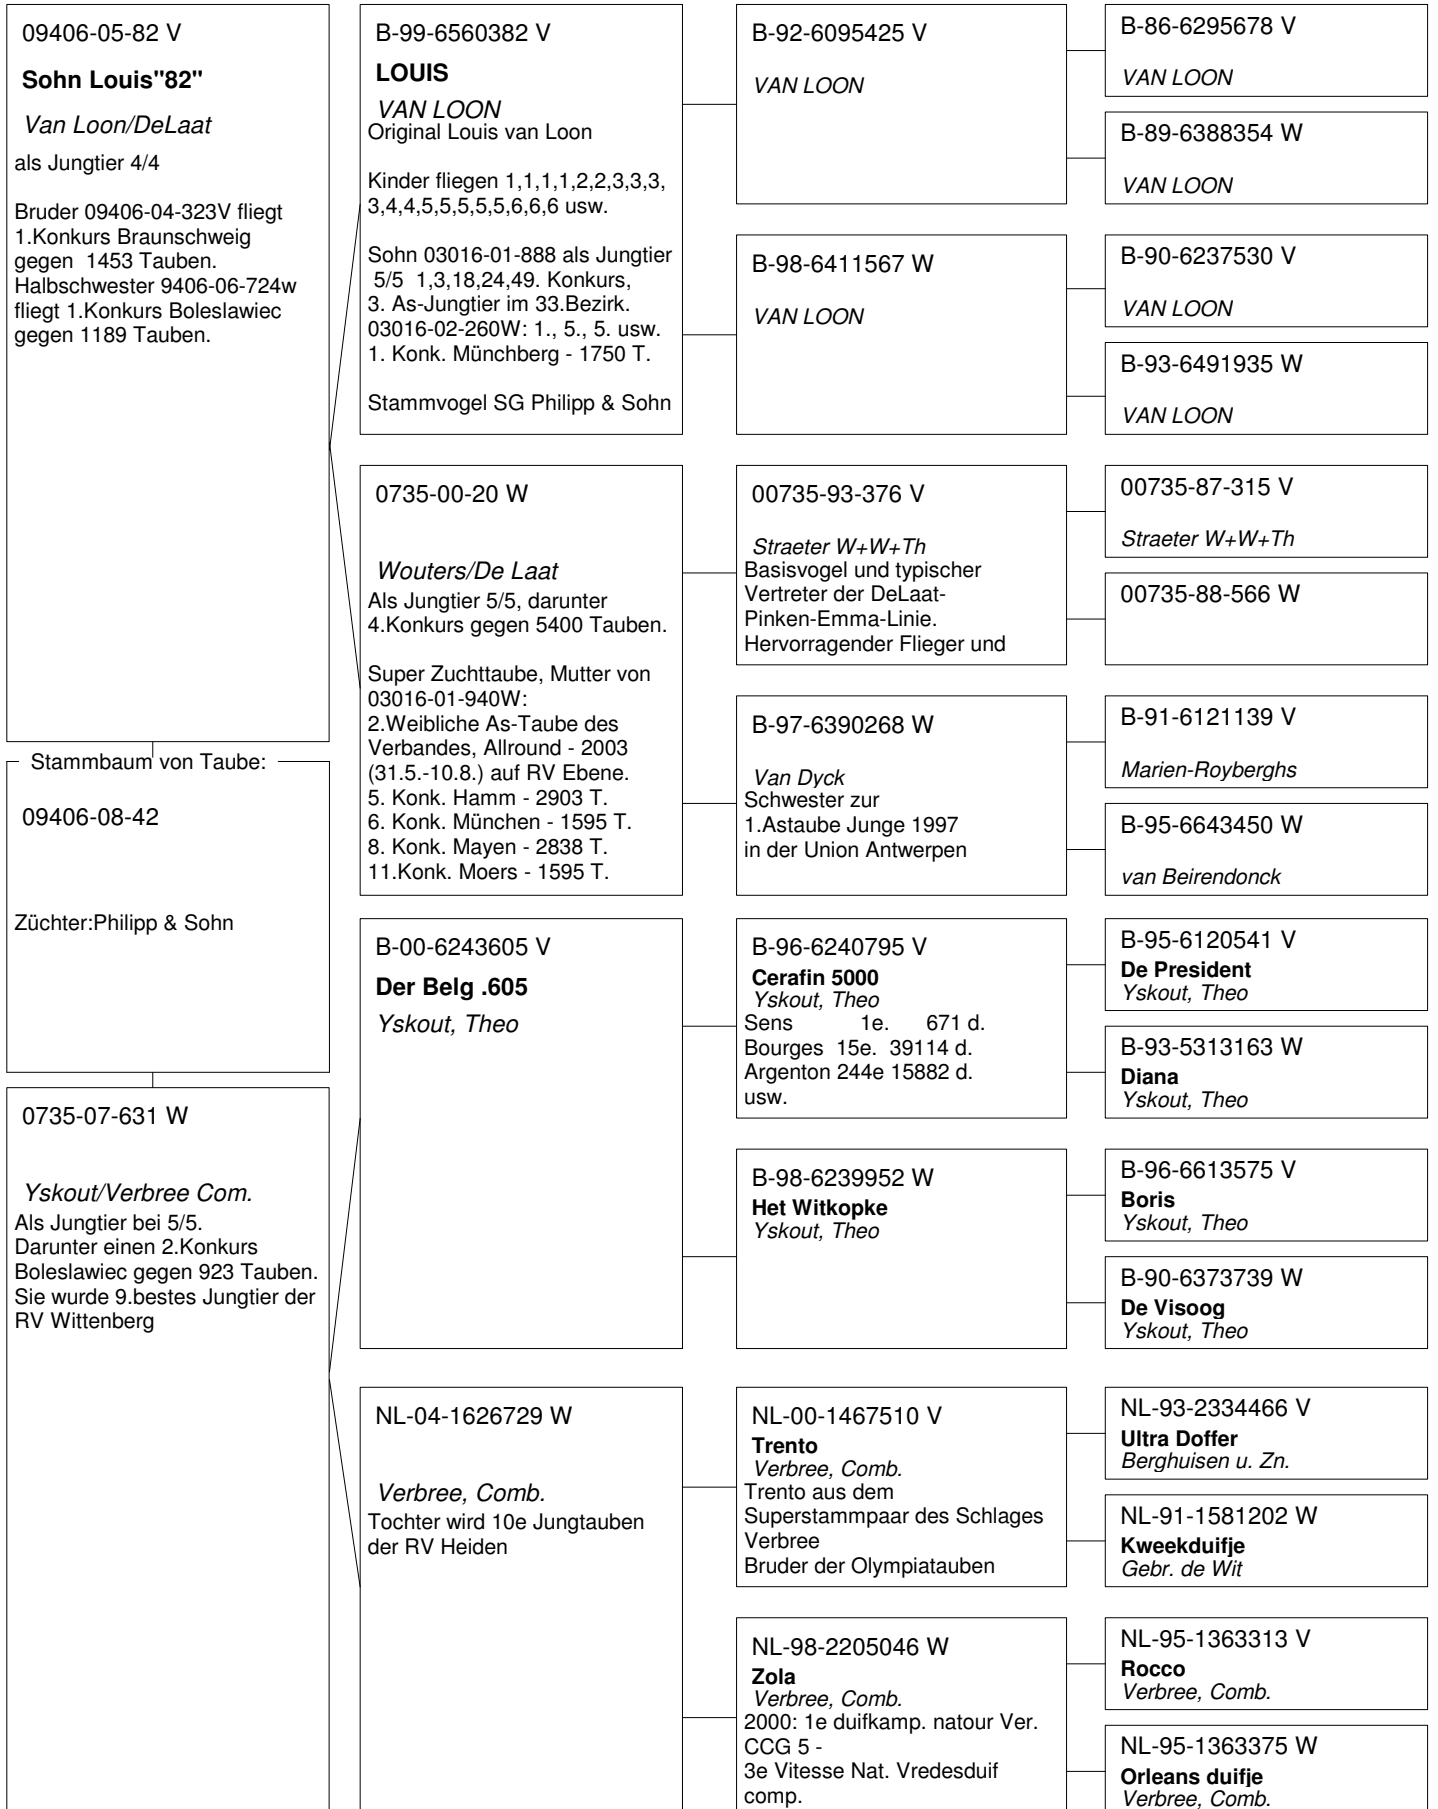 09406-05-82 V
Sohn Louis"82"
Van Loon/DeLaat
als Jungtier 4/4
Bruder 09406-04-323V fliegt
1.Konkurs Braunschweig
gegen  1453 Tauben.
Halbschwester 9406-06-724w
fliegt 1.Konkurs Boleslawiec
gegen 1189 Tauben.
Stammbaum von Taube:
09406-08-42
Züchter:Philipp & Sohn
0735-07-631 W
Yskout/Verbree Com.
Als Jungtier bei 5/5.
Darunter einen 2.Konkurs
Boleslawiec gegen 923 Tauben.
Sie wurde 9.bestes Jungtier der
RV Wittenberg
B-99-6560382 V
LOUIS
VAN LOON
Original Louis van Loon
Kinder fliegen 1,1,1,1,2,2,3,3,3,
3,4,4,5,5,5,5,5,6,6,6 usw.
Sohn 03016-01-888 als Jungtier
5/5  1,3,18,24,49. Konkurs,
3. As-Jungtier im 33.Bezirk.
03016-02-260W: 1., 5., 5. usw.
1. Konk. Münchberg - 1750 T.
Stammvogel SG Philipp & Sohn
0735-00-20 W
Wouters/De Laat
Als Jungtier 5/5, darunter
4.Konkurs gegen 5400 Tauben.
Super Zuchttaube, Mutter von
03016-01-940W:
2.Weibliche As-Taube des
Verbandes, Allround - 2003
(31.5.-10.8.) auf RV Ebene.
5. Konk. Hamm - 2903 T.
6. Konk. München - 1595 T.
8. Konk. Mayen - 2838 T.
11.Konk. Moers - 1595 T.
B-00-6243605 V
Der Belg .605
Yskout, Theo
NL-04-1626729 W
Verbree, Comb.
Tochter wird 10e Jungtauben
der RV Heiden
B-92-6095425 V
VAN LOON
B-98-6411567 W
VAN LOON
00735-93-376 V
Straeter W+W+Th
Basisvogel und typischer
Vertreter der DeLaat-
Pinken-Emma-Linie.
Hervorragender Flieger und
B-97-6390268 W
Van Dyck
Schwester zur
1.Astaube Junge 1997
in der Union Antwerpen
B-96-6240795 V
Cerafin 5000
Yskout, Theo
Sens 1e. 671 d.
Bourges  15e.  39114 d.
Argenton 244e 15882 d.
usw.
B-98-6239952 W
Het Witkopke
Yskout, Theo
NL-00-1467510 V
Trento
Verbree, Comb.
Trento aus dem
Superstammpaar des Schlages
Verbree
Bruder der Olympiatauben
NL-98-2205046 W
Zola
Verbree, Comb.
2000: 1e duifkamp. natour Ver.
CCG 5 -
3e Vitesse Nat. Vredesduif
comp.
B-86-6295678 V
VAN LOON
B-89-6388354 W
VAN LOON
B-90-6237530 V
VAN LOON
B-93-6491935 W
VAN LOON
00735-87-315 V
Straeter W+W+Th
00735-88-566 W
B-91-6121139 V
Marien-Royberghs
B-95-6643450 W
van Beirendonck
B-95-6120541 V
De President
Yskout, Theo
B-93-5313163 W
Diana
Yskout, Theo
B-96-6613575 V
Boris
Yskout, Theo
B-90-6373739 W
De Visoog
Yskout, Theo
NL-93-2334466 V
Ultra Doffer
Berghuisen u. Zn.
NL-91-1581202 W
Kweekduifje
Gebr. de Wit
NL-95-1363313 V
Rocco
Verbree, Comb.
NL-95-1363375 W
Orleans duifje
Verbree, Comb.